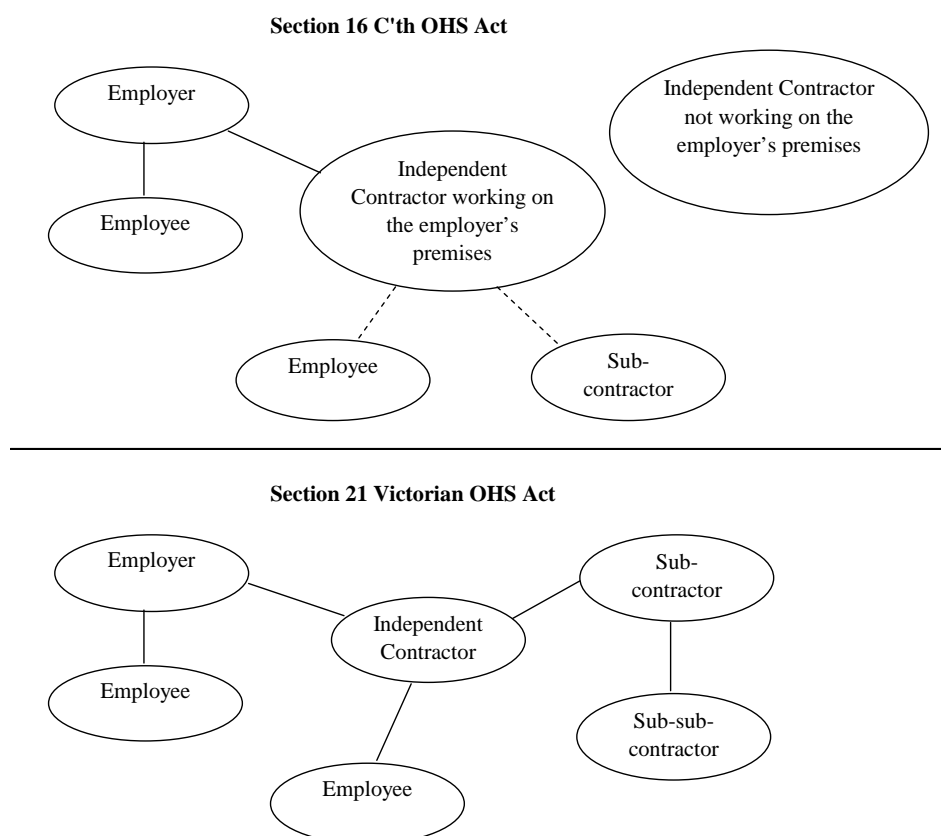 Section 16 C'th OHS Act
Employer
Independent Contractor
not working on the
employer's premises
Independent
Contractor working on
the employer's
premises
Employee
Employee
Sub-
contractor
Section 21 Victorian OHS Act
Employer
Sub-
contractor
Independent
Contractor
Employee
Sub-sub-
contractor
Employee